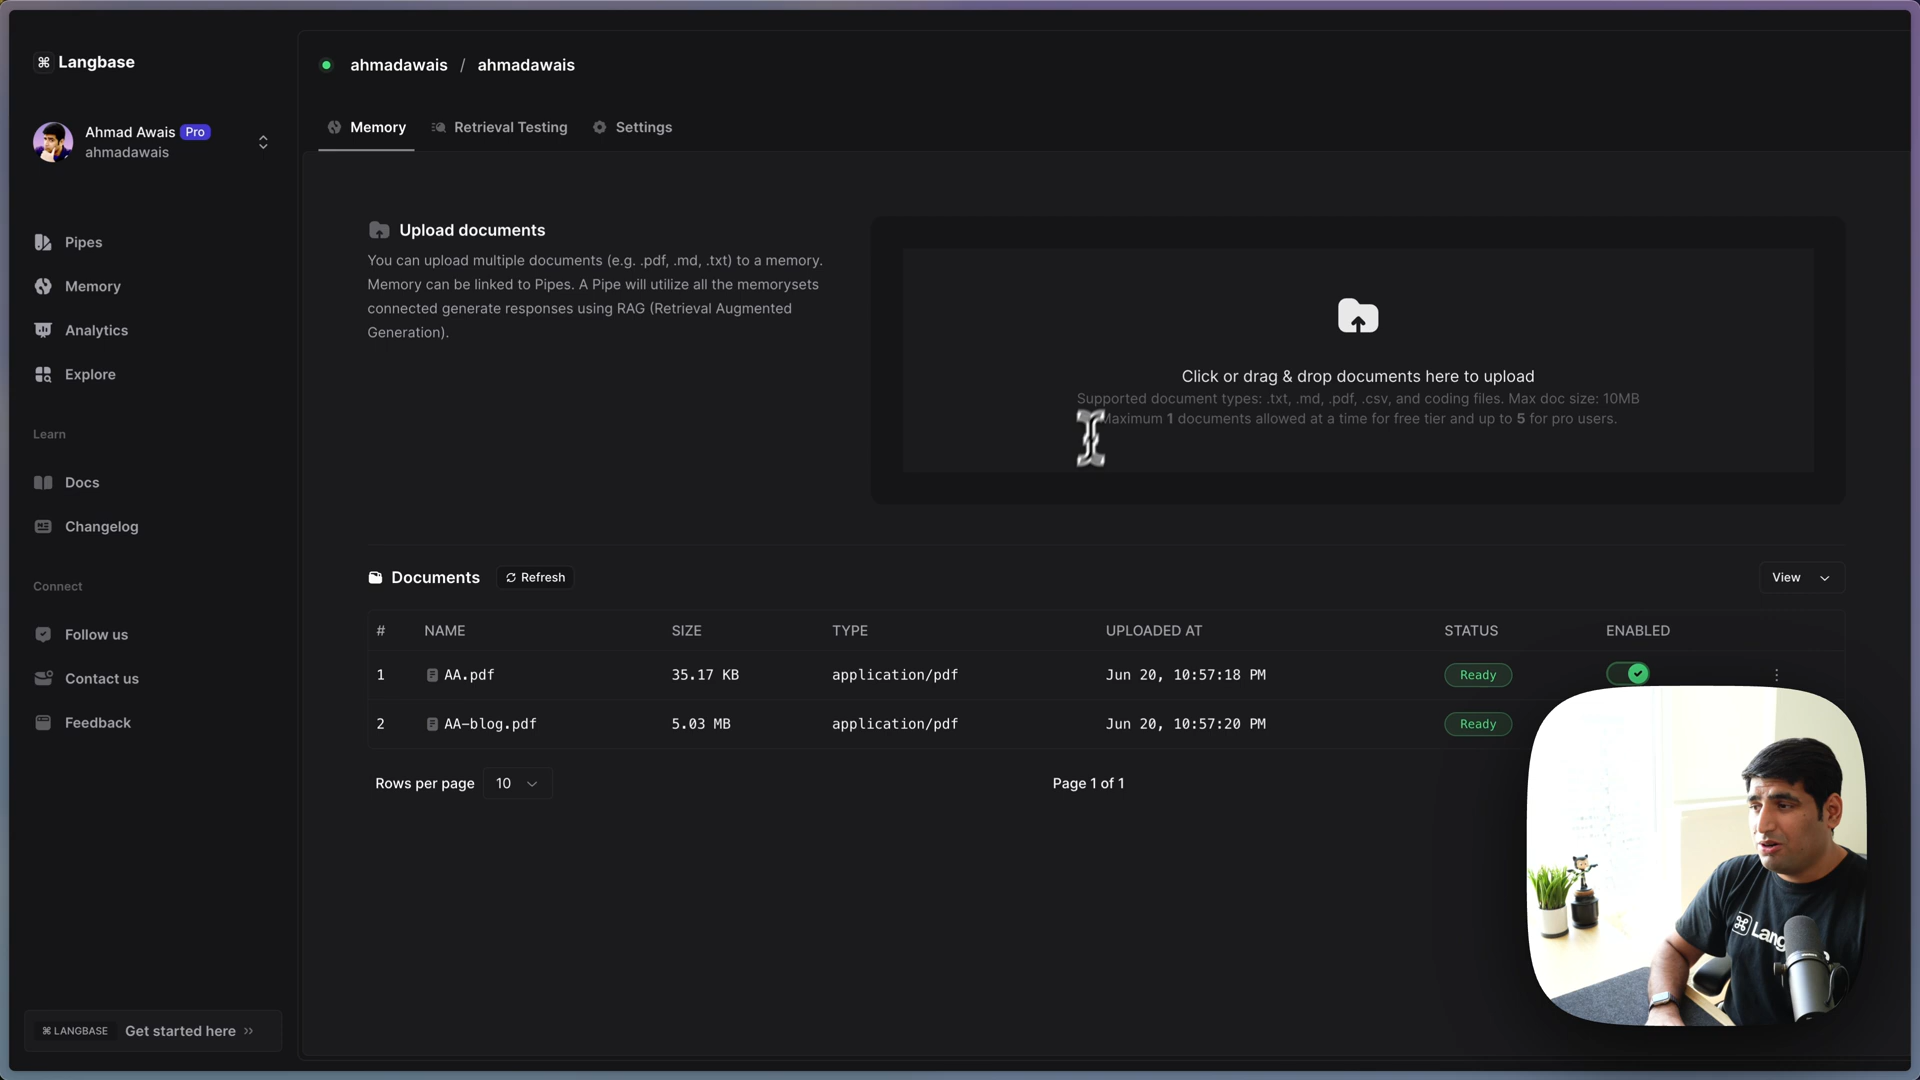 Langbase
Ahmad Awais Pro
ahmadawais
Pipes
Memory
Analytics
Explore
Learn
Docs
Changelog
Connect
Follow us
Contact us
Feedback
LANGBASE Get started here
ahmadawais / ahmadawais
Memory Retrieval Testing Settings
Upload documents
You can upload multiple documents (e.g. .pdf, .md, .txt) to a memory.
Memory can be linked to Pipes. A Pipe will utilize all the memorysets
connected generate responses using RAG (Retrieval Augmented
Generation).
Click or drag & drop documents here to upload
Supported document types: .txt, .md, .pdf, .csv, and coding files. Max doc size: 10MB
Maximum 1 documents allowed at a time for free tier and up to 5 for pro users.
Documents Refresh View
# NAME SIZE TYPE UPLOADED AT STATUS ENABLED
1 AA.pdf 35.17 KB application/pdf Jun 20, 10:57:18 PM Ready
2 AA-blog.pdf 5.03 MB application/pdf Jun 20, 10:57:20 PM Ready
Rows per page 10 Page 1 of 1